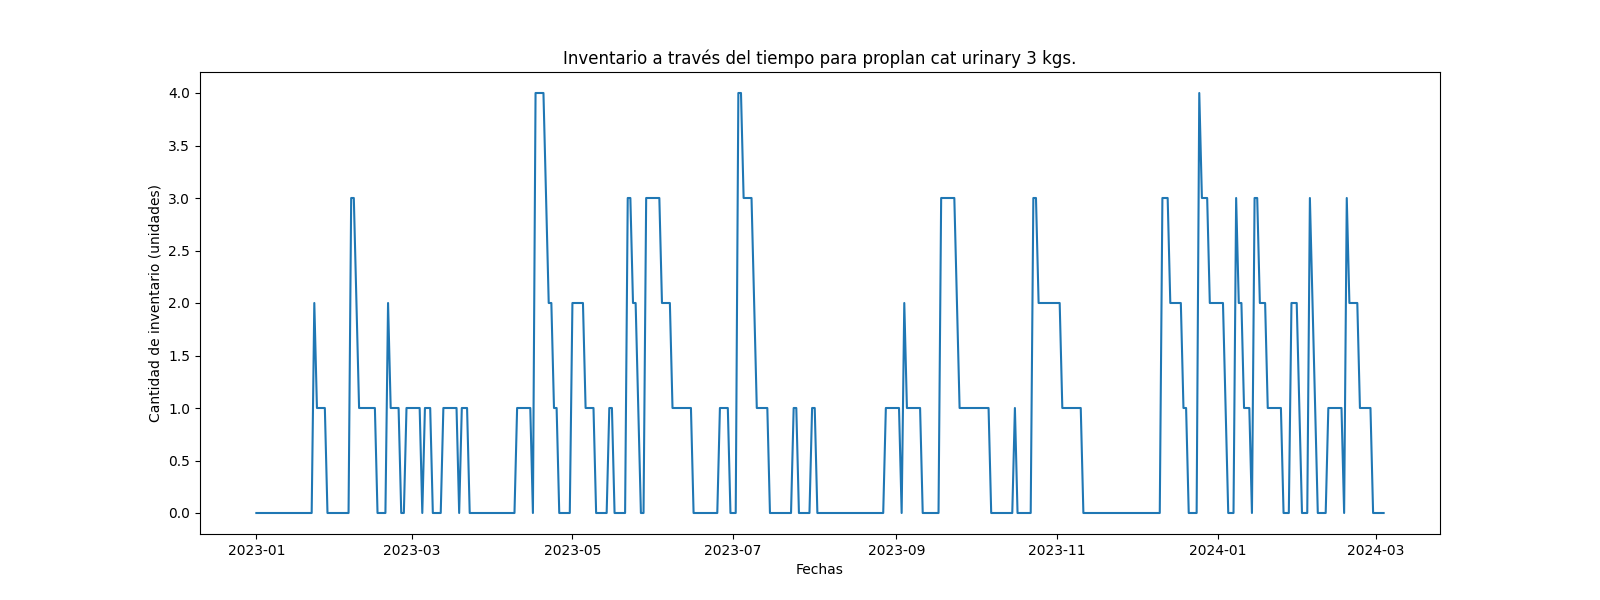 Inventario a través del tiempo para proplan cat urinary 3 kgs.
Cantidad de inventario (unidades)
4.0
3.5
3.0
2.5
2.0
1.5
1.0
0.5
0.0
2023-01 2023-03 2023-05 2023-07 2023-09 2023-11 2024-01 2024-03
Fechas